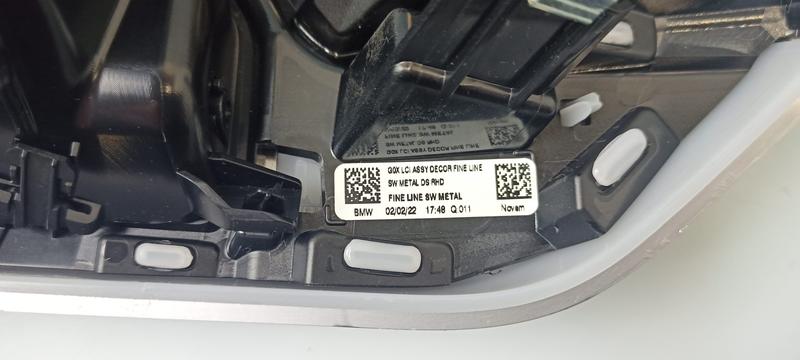 G0X LCI ASSY DECOR FINE LINE
SW METAL DS RHD
FINE LINE SW METAL
BMW 02/02/22 17:48 Q 011 Novem